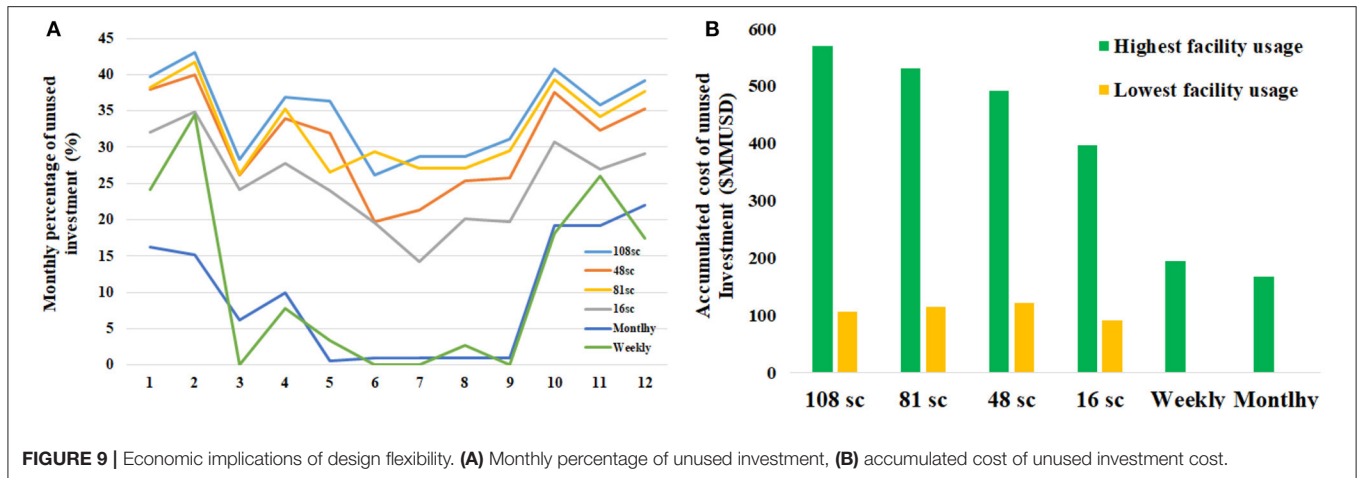 A
Monthly percentage of unused
investment (%)
45
40
35
30
25
20
15
10
5
0
1 2 3 4 5 6 7 8 9 10 11 12
108sc
48sc
81sc
16sc
Montlhy
Weekly
B
Accumulated cost of unused
Investment ($MMUSD)
600
500
400
300
200
100
0
Highest facility usage
Lowest facility usage
108 sc 81 sc 48 sc 16 sc Weekly Montlhy
FIGURE 9 | Economic implications of design flexibility. (A) Monthly percentage of unused investment, (B) accumulated cost of unused investment cost.